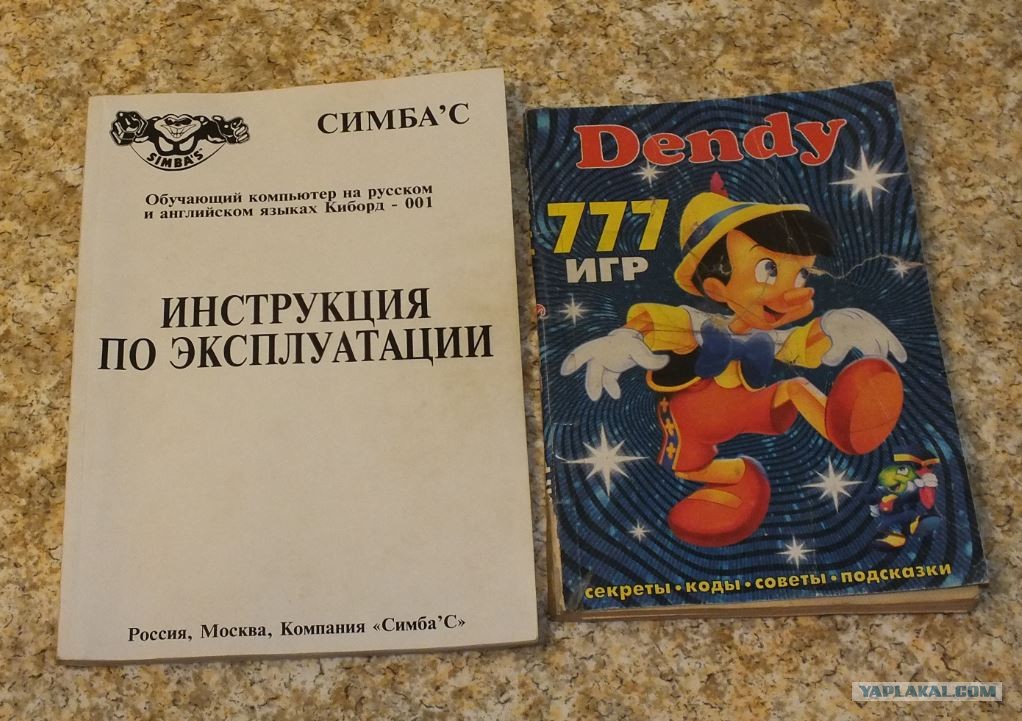 SIMBA'S
СИМБА'С
Обучающий компьютер на русском
и английском языках Киборд - 001
ИНСТРУКЦИЯ
ПО ЭКСПЛУАТАЦИИ
Россия, Москва, Компания «Симба'С»
Dendy
777
ИГР
секреты • коды • советы • подсказки
YAPLAKAL.COM